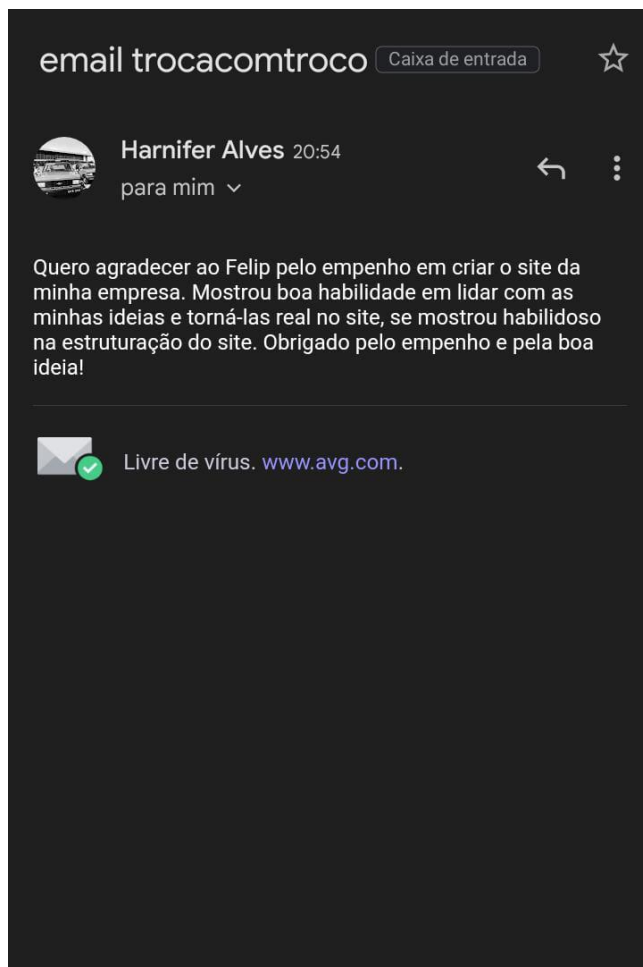 email trocacomtroco Caixa de entrada
Harnifer Alves 20:54
para mim
Quero agradecer ao Felip pelo empenho em criar o site da
minha empresa. Mostrou boa habilidade em lidar com as
minhas ideias e torná-las real no site, se mostrou habilidoso
na estruturação do site. Obrigado pelo empenho e pela boa
ideia!
Livre de vírus. www.avg.com.